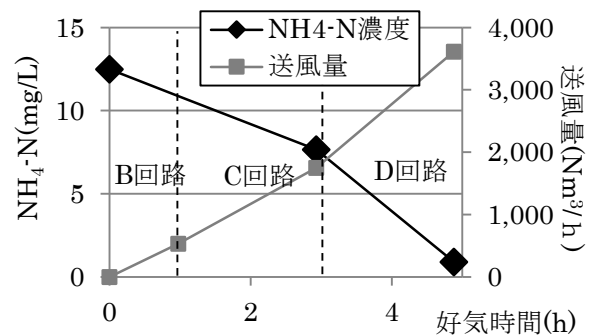 NH4-N濃度
送風量
NH₄-N(mg/L)
15
10
5
0
4,000
3,000
2,000
1,000
0
送風量(Nm³/h)
B回路
C回路
D回路
0
2
4
好気時間(h)